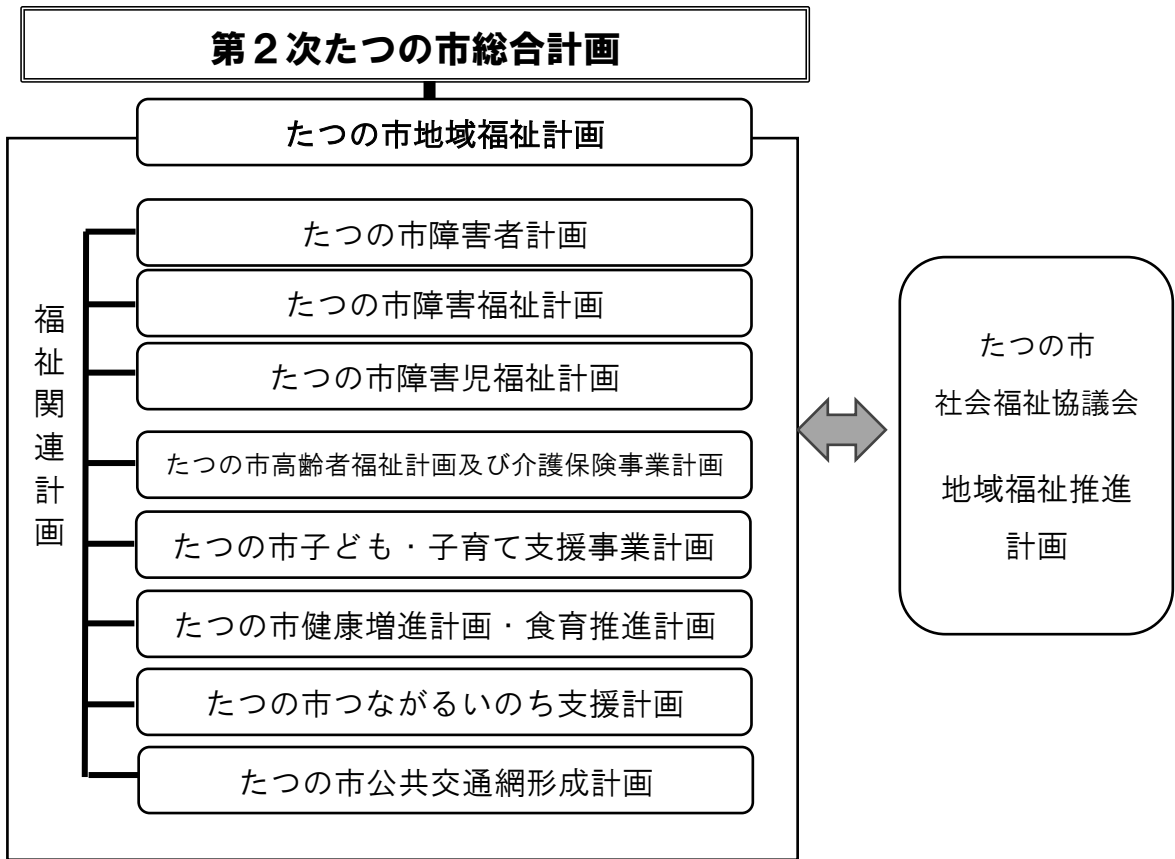 第２次たつの市総合計画
たつの市地域福祉計画
福祉関連計画
たつの市障害者計画
たつの市障害福祉計画
たつの市障害児福祉計画
たつの市高齢者福祉計画及び介護保険事業計画
たつの市子ども・子育て支援事業計画
たつの市健康増進計画・食育推進計画
たつの市つながるいのち支援計画
たつの市公共交通網形成計画
たつの市
社会福祉協議会
地域福祉推進
計画